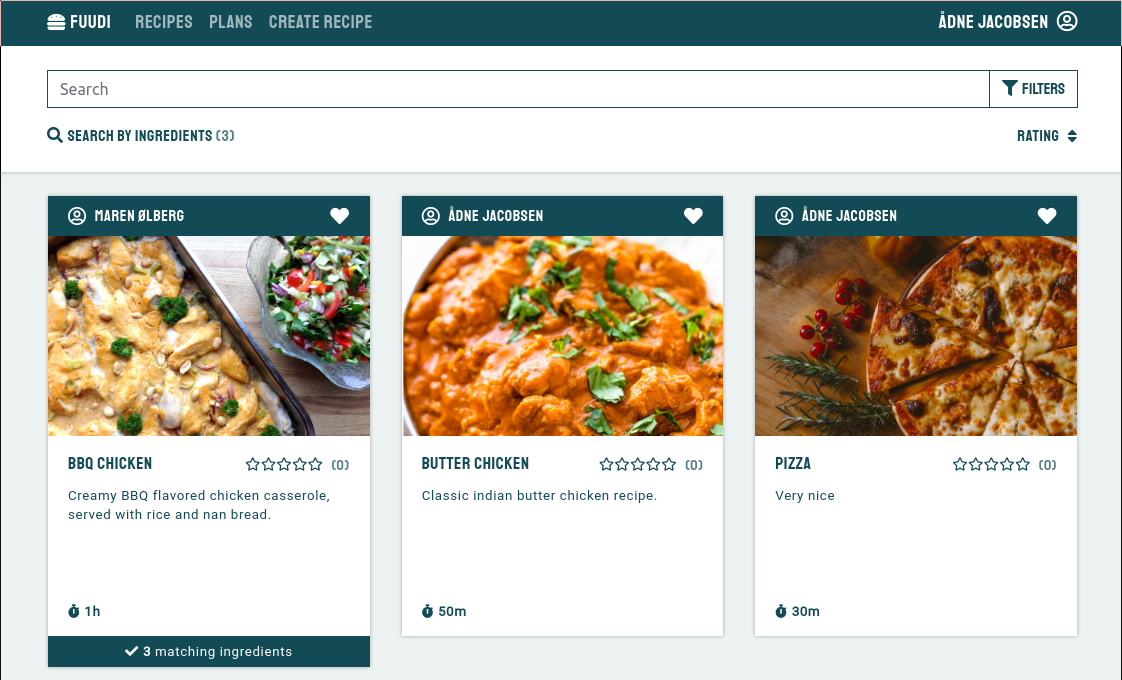 FUUDI RECIPES PLANS CREATE RECIPE ÅDNE JACOBSEN
Search FILTERS
SEARCH BY INGREDIENTS (3) RATING
MAREN ØLBERG
BBQ CHICKEN (0)
Creamy BBQ flavored chicken casserole,
served with rice and nan bread.
1h
3 matching ingredients
ÅDNE JACOBSEN
BUTTER CHICKEN (0)
Classic indian butter chicken recipe.
50m
ÅDNE JACOBSEN
PIZZA (0)
Very nice
30m